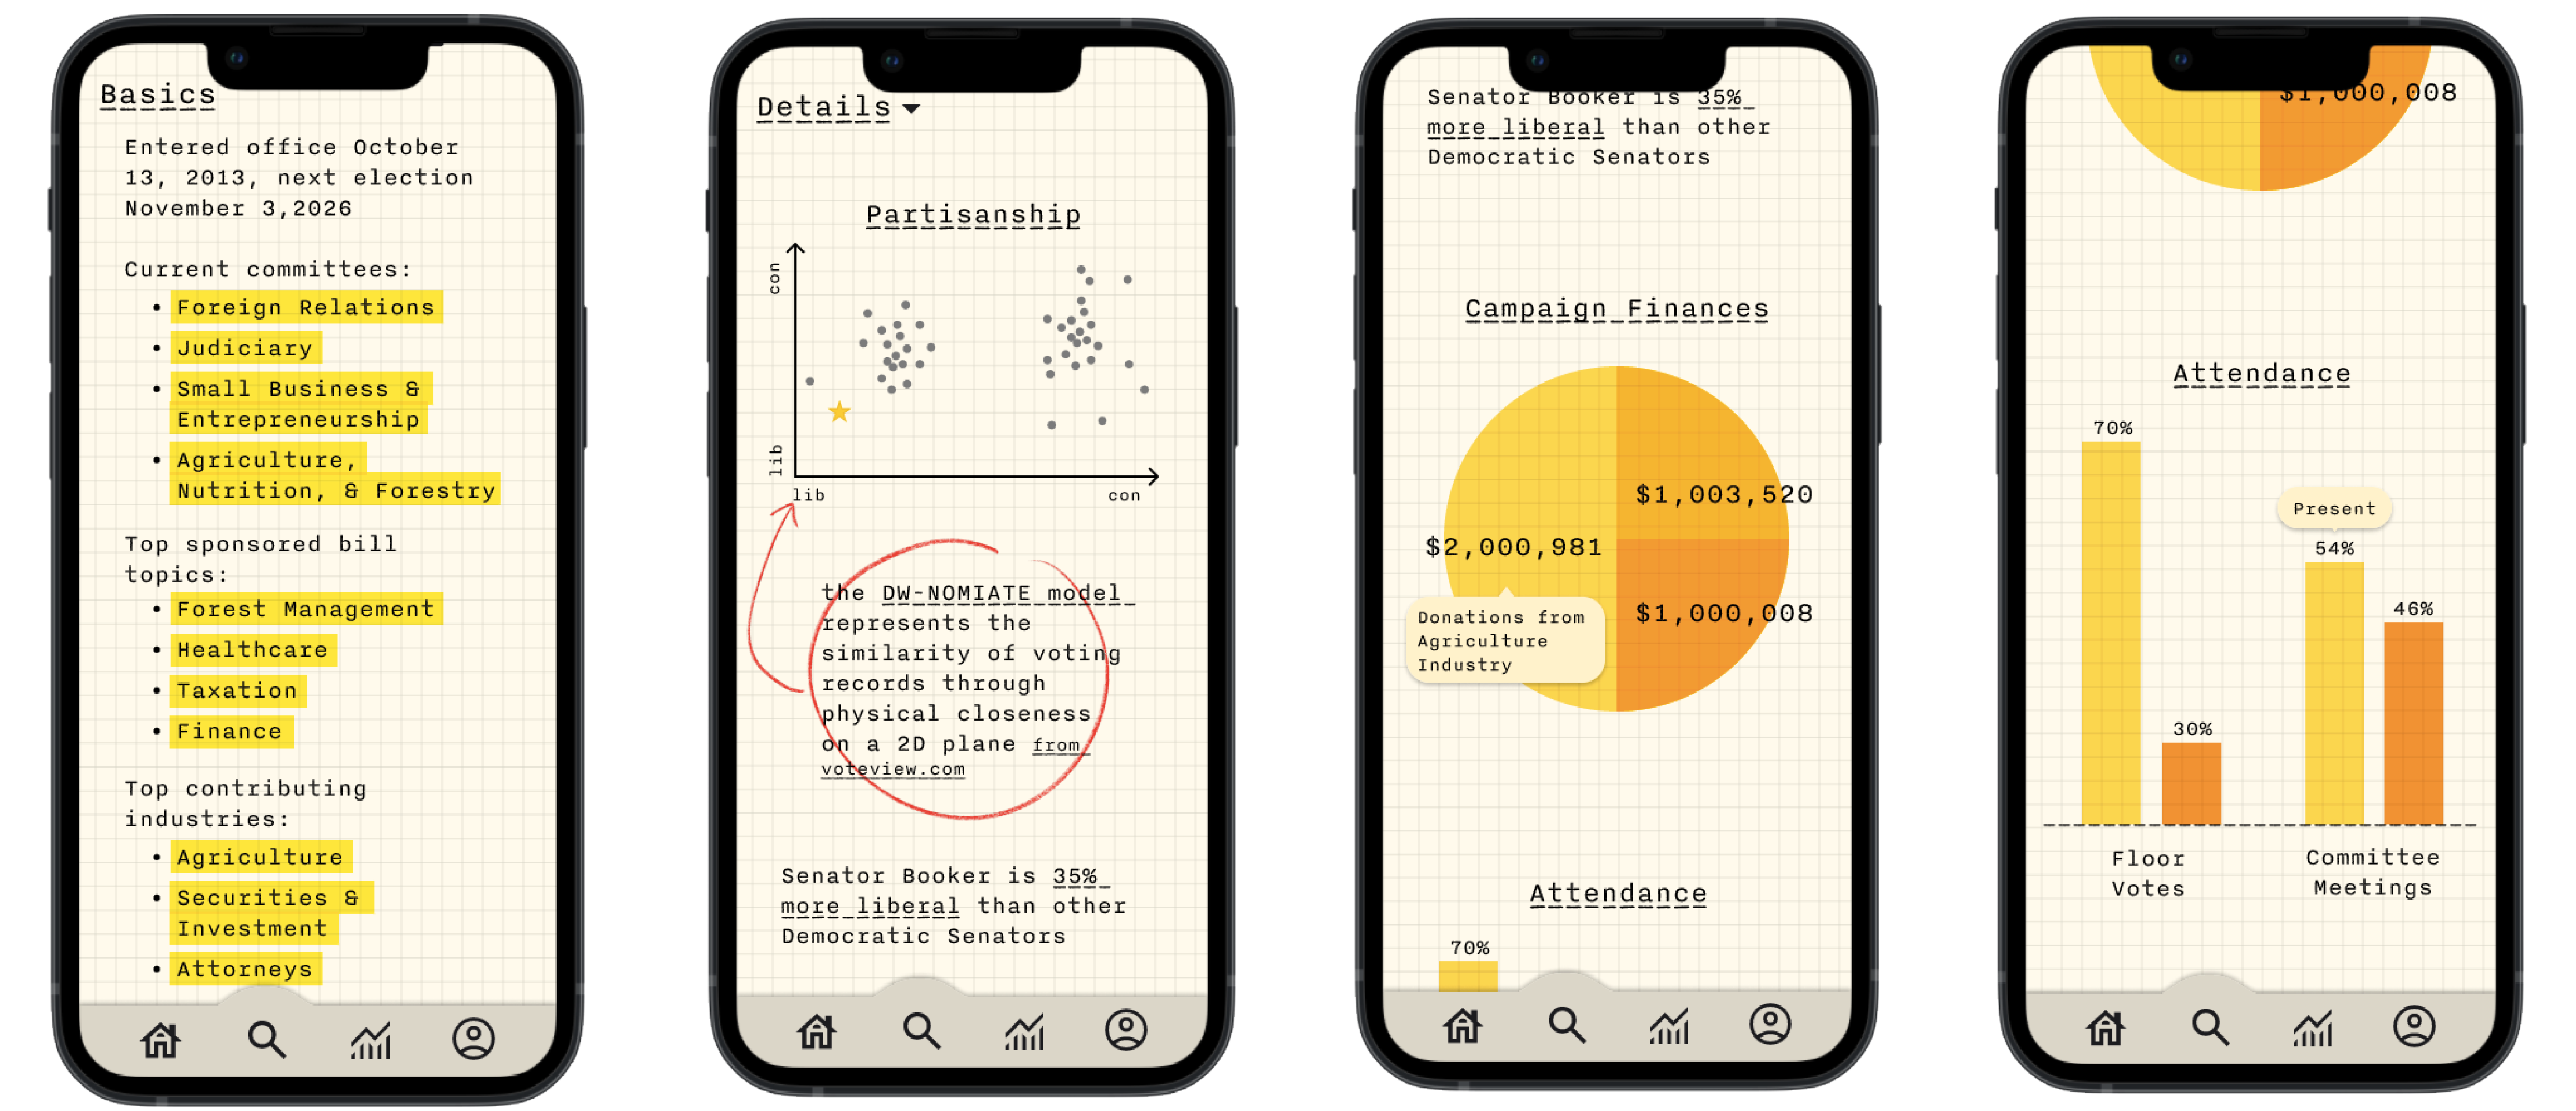 Basics
Entered office October
13, 2013, next election
November 3,2026
Current committees:
• Foreign Relations
• Judiciary
• Small Business &
Entrepreneurship
• Agriculture,
Nutrition, & Forestry
Top sponsored bill
topics:
• Forest Management
• Healthcare
• Taxation
• Finance
Top contributing
industries:
• Agriculture
• Securities &
Investment
• Attorneys
Details
Partisanship
con
lib
lib con
the DW-NOMIATE model
represents the
similarity of voting
records through
physical closeness
on a 2D plane from
voteview.com
Senator Booker is 35%
more liberal than other
Democratic Senators
Senator Booker is 35%
more liberal than other
Democratic Senators
Campaign Finances
$1,003,520
$2,000,981
Donations from
Agriculture
Industry
$1,000,008
Attendance
70%
$1,000,008
Attendance
70%
Present
54%
46%
30%
Floor
Votes
Committee
Meetings